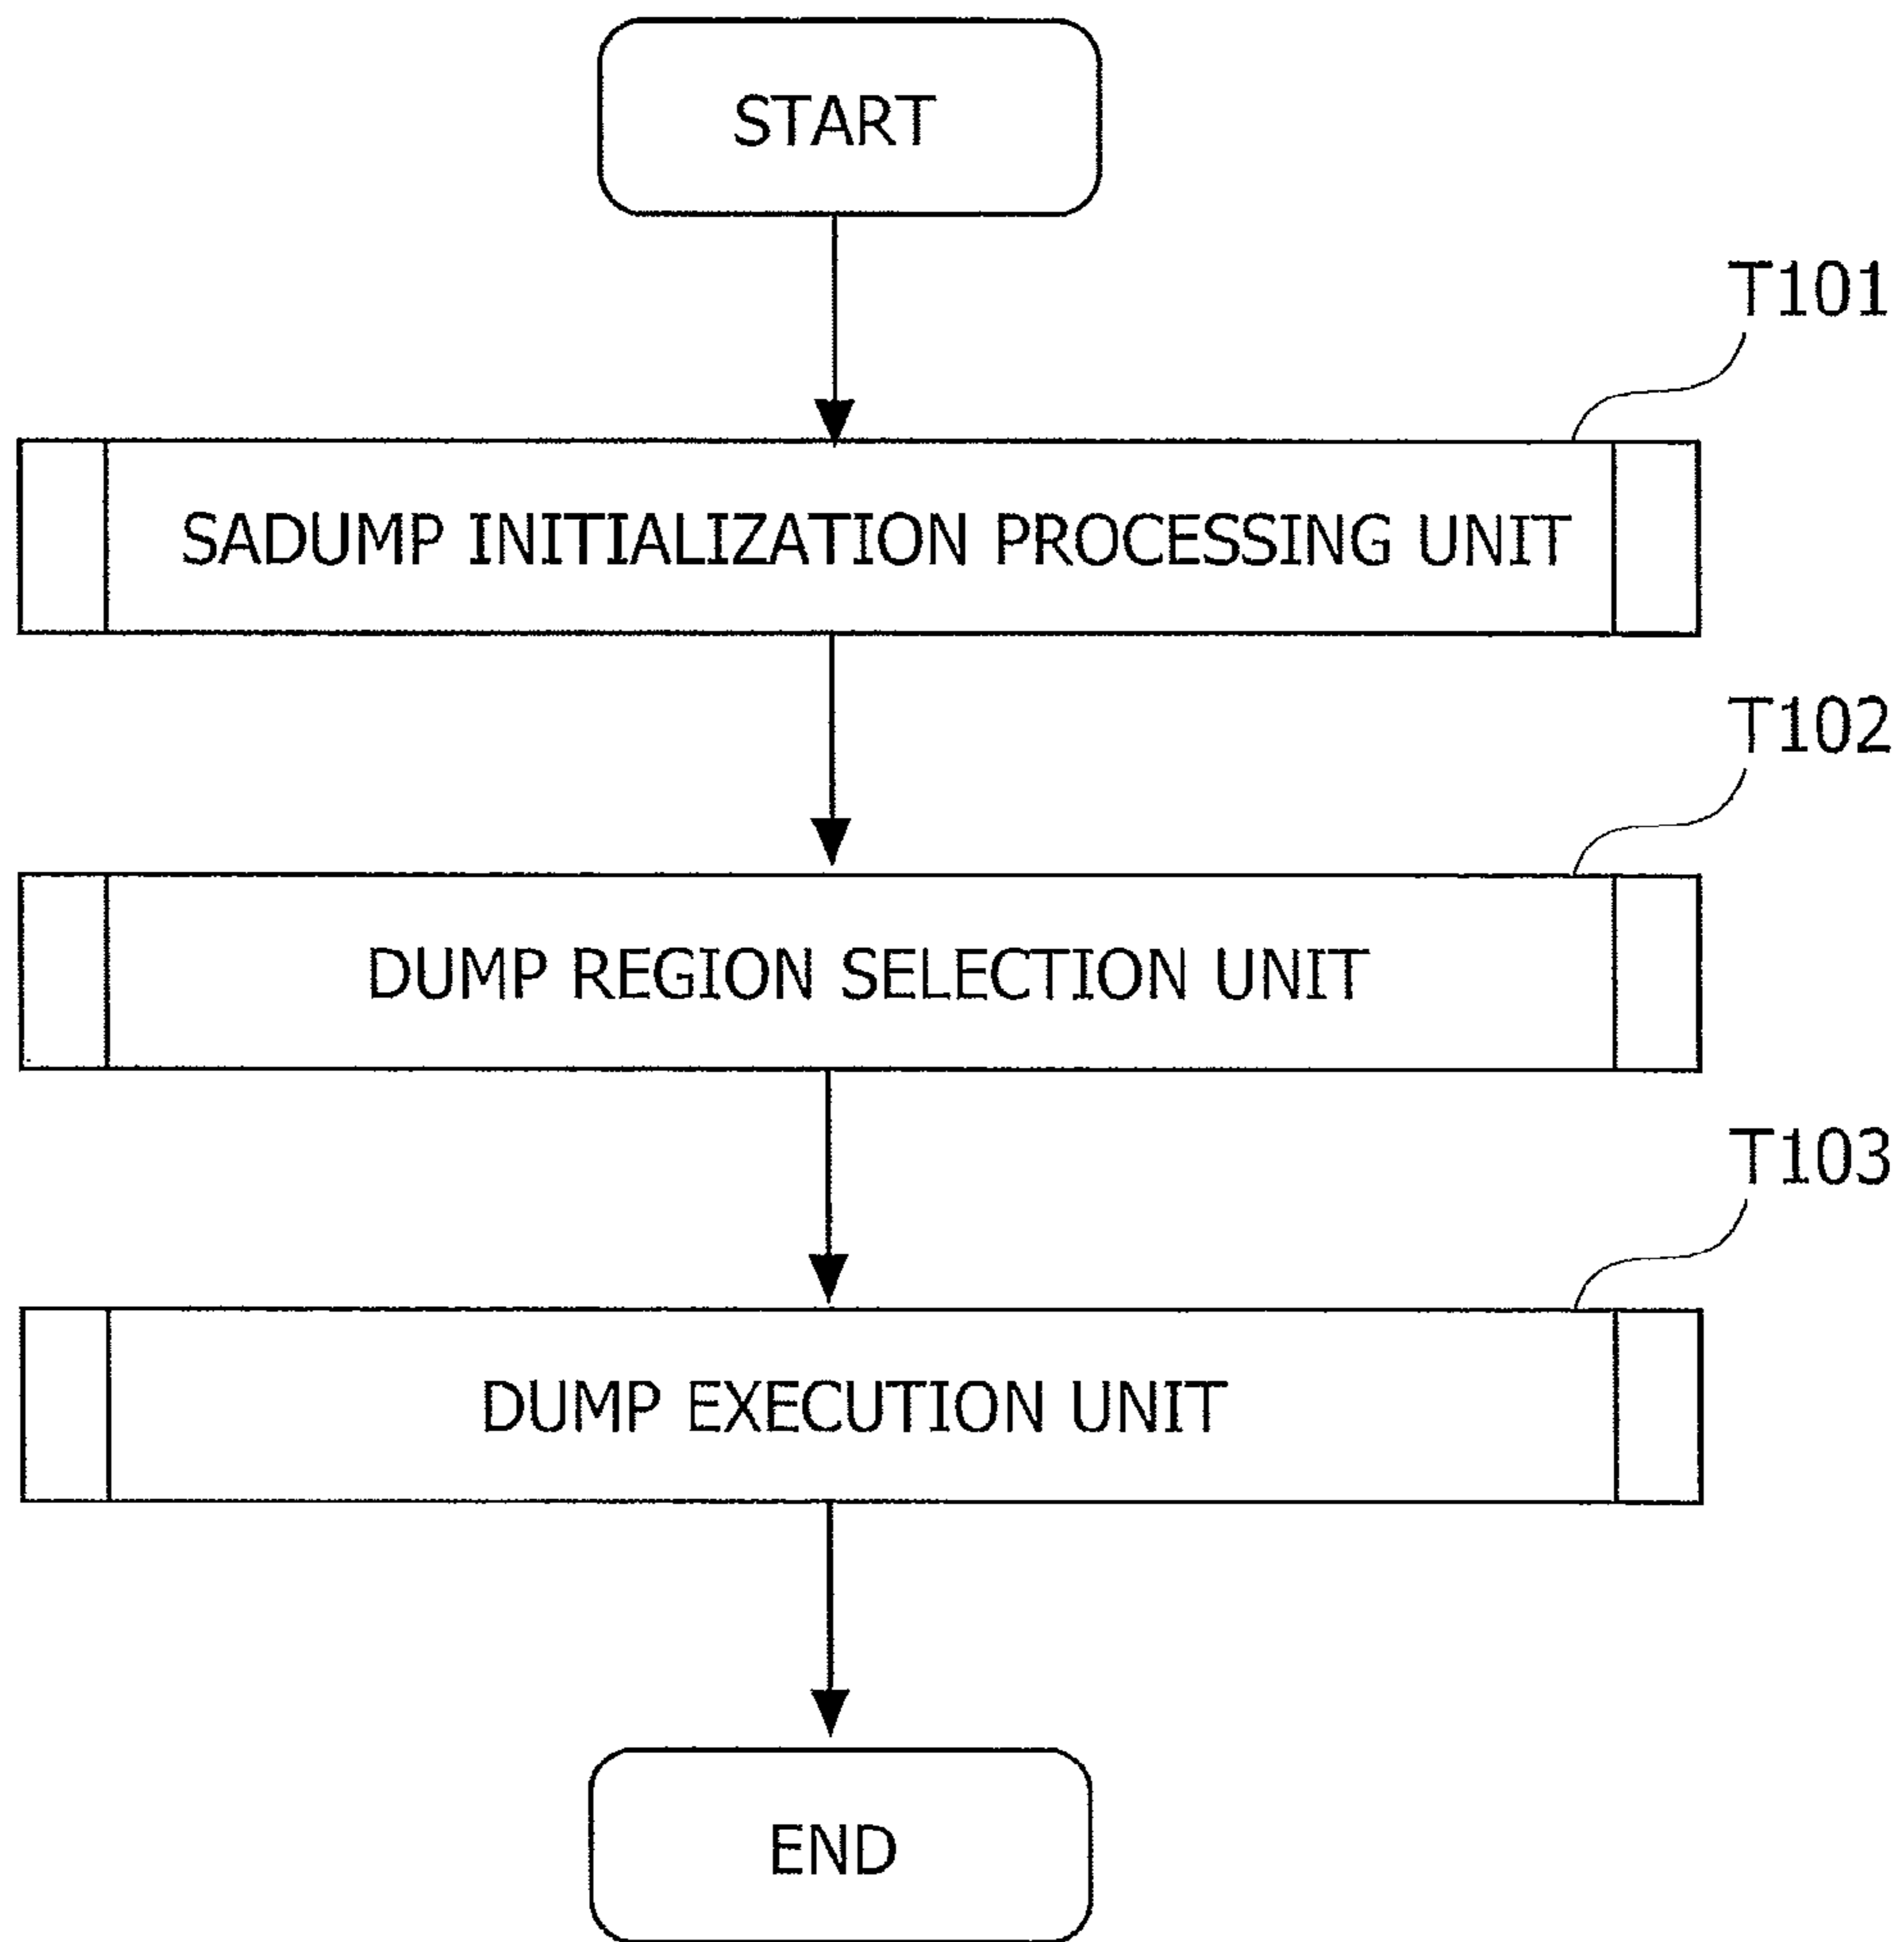 START
T101
SADUMP INITIALIZATION PROCESSING UNIT
T102
DUMP REGION SELECTION UNIT
T103
DUMP EXECUTION UNIT
END